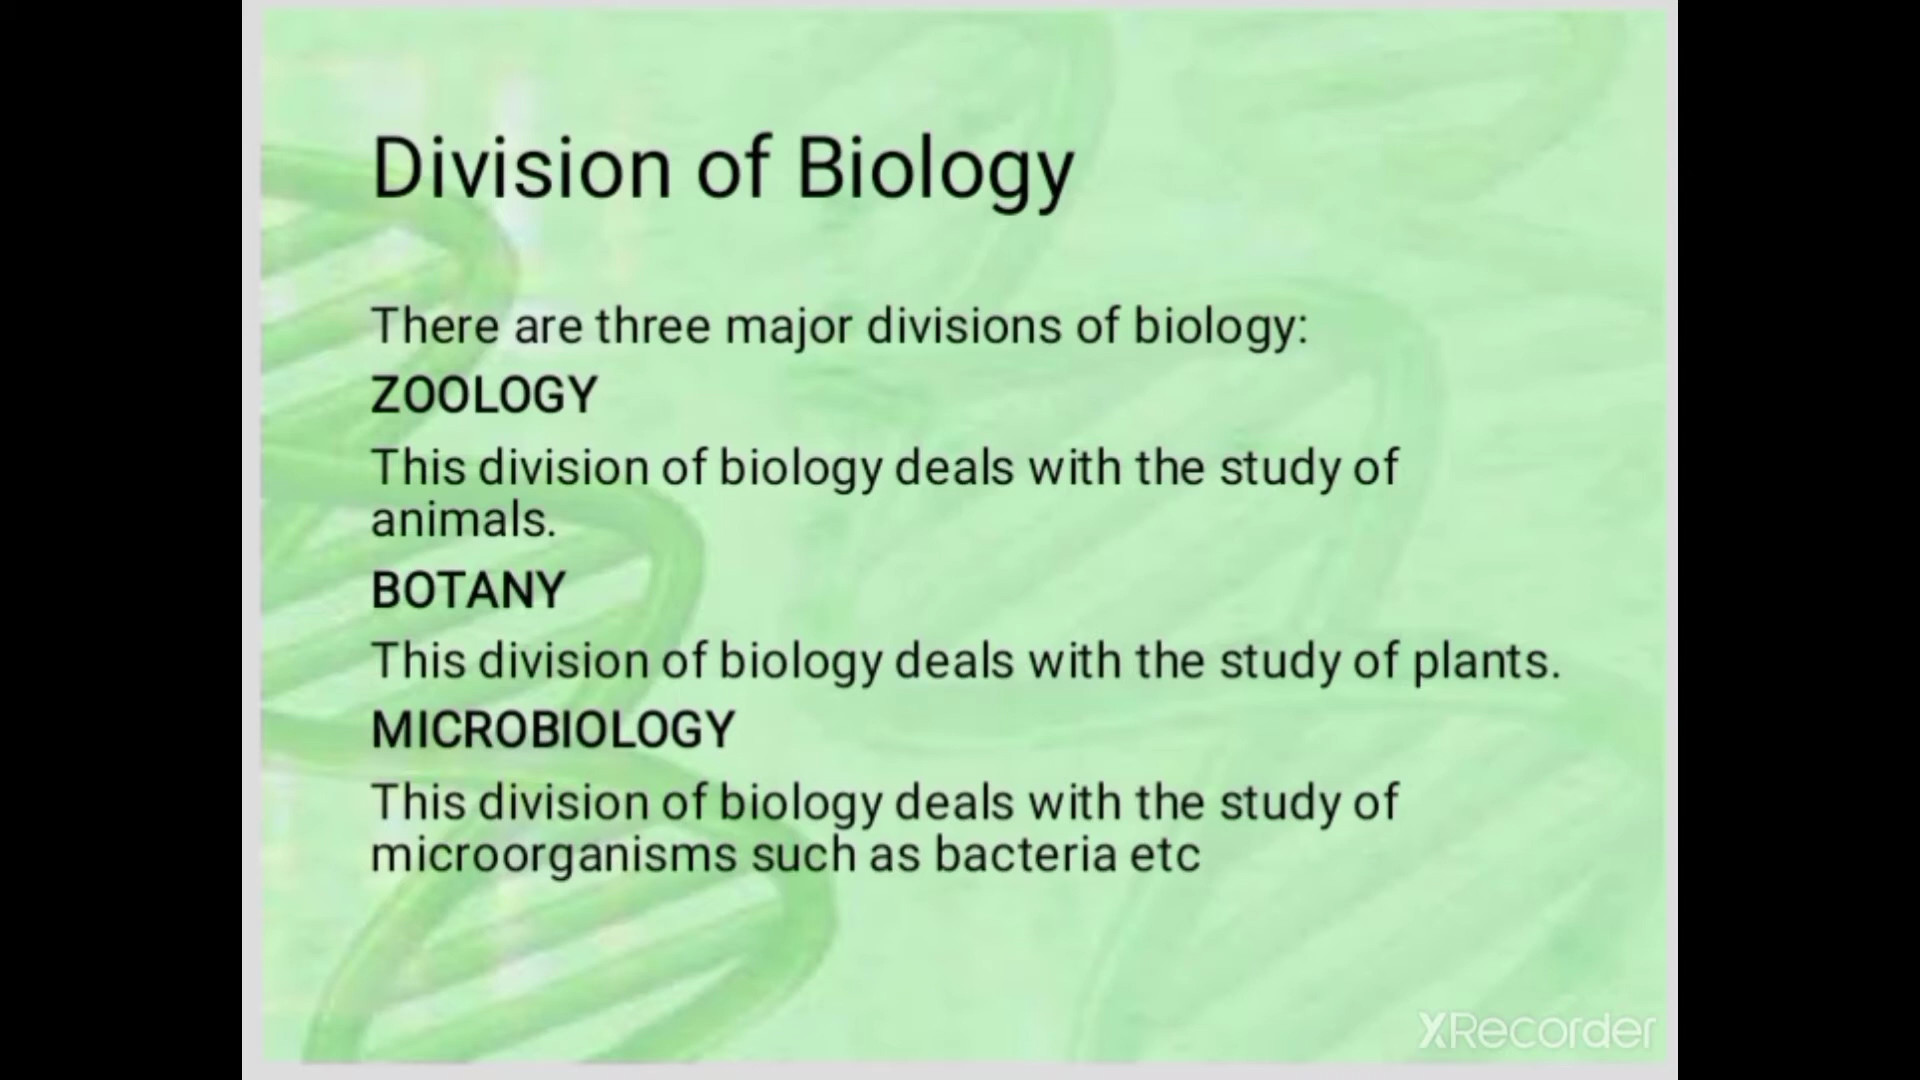 Division of Biology
There are three major divisions of biology:
ZOOLOGY
This division of biology deals with the study of
animals.
BOTANY
This division of biology deals with the study of plants.
MICROBIOLOGY
This division of biology deals with the study of
microorganisms such as bacteria etc
XRecorder